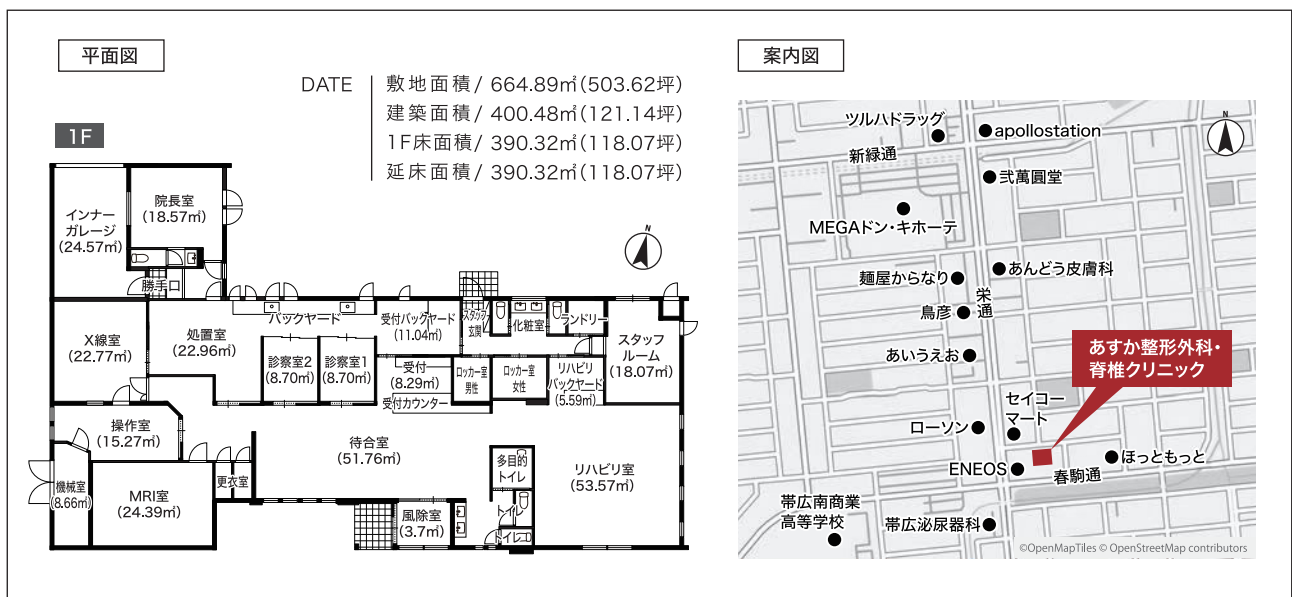 平面図
DATE
敷地面積/ 664.89㎡(503.62坪)
建築面積/ 400.48㎡(121.14坪)
1F床面積/ 390.32㎡(118.07坪)
延床面積/ 390.32㎡(118.07坪)
1F
インナー
ガレージ
(24.57㎡)
院長室
(18.57㎡)
勝手口
N
X線室
(22.77㎡)
処置室
(22.96㎡)
バックヤード
診察室2
(8.70㎡)
診察室1
(8.70㎡)
受付バックヤード
(11.04㎡)
受付
(8.29㎡)
受付カウンター
スタッフ
玄関
化粧室
ランドリー
ロッカー室
男性
ロッカー室
女性
リハビリ
バックヤード
(5.59㎡)
スタッフ
ルーム
(18.07㎡)
操作室
(15.27㎡)
機械室
(8.66㎡)
MRI室
(24.39㎡)
更衣室
待合室
(51.76㎡)
多目的
トイレ
トイレ
トイレ
風除室
(3.7㎡)
リハビリ室
(53.57㎡)
案内図
N
ツルハドラッグ
apollostation
新緑通
弐萬圓堂
MEGAドン・キホーテ
麺屋からなり
あんどう皮膚科
栄通
鳥彦
あいうえお
あすか整形外科・
脊椎クリニック
セイコー
マート
ローソン
ENEOS
ほっともっと
春駒通
帯広南商業
高等学校
帯広泌尿器科
©OpenMapTiles © OpenStreetMap contributors